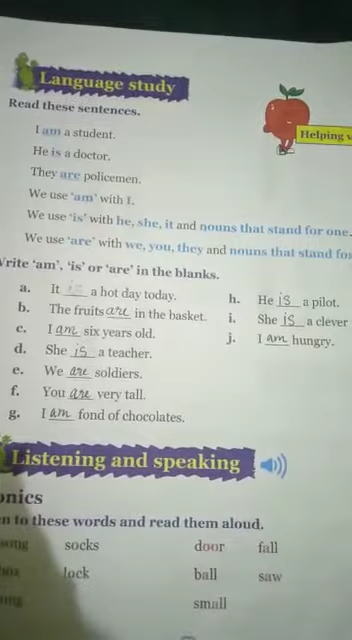 Language study
Read these sentences.
I am a student.
Helping
He is a doctor.
They are policemen.
We use ‘am’ with I.
We use ‘is’ with he, she, it and nouns that stand for one.
We use ‘are’ with we, you, they and nouns that stand for
Write ‘am’, ‘is’ or ‘are’ in the blanks.
a. It is a hot day today.
b. The fruits are in the basket.
c. I am six years old.
d. She is a teacher.
e. We are soldiers.
f. You are very tall.
g. I am fond of chocolates.
h. He is a pilot.
i. She is a clever
j. I am hungry.
Listening and speaking
onics
en to these words and read them aloud.
song socks door fall
lock ball saw
small